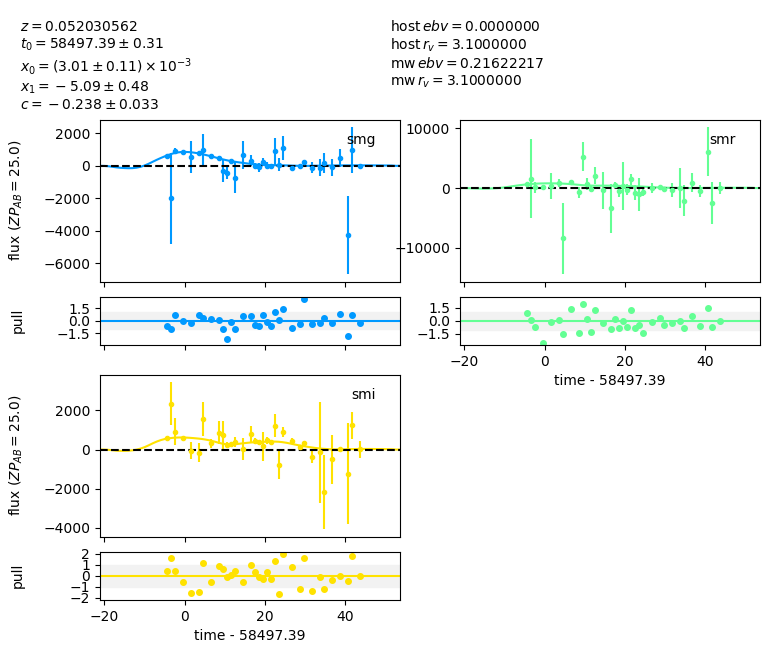 z = 0.052030562
t₀ = 58497.39 ± 0.31
x₀ = (3.01 ± 0.11) × 10⁻³
x₁ = −5.09 ± 0.48
c = −0.238 ± 0.033
host ebv = 0.0000000
host r_v = 3.1000000
mw ebv = 0.21622217
mw r_v = 3.1000000
smg
flux (ZP_AB = 25.0)
2000
0
−2000
−4000
−6000
pull
1.5
0.0
−1.5
smr
10000
0
−10000
1.5
0.0
−1.5
−20
0
20
40
time - 58497.39
smi
flux (ZP_AB = 25.0)
2000
0
−2000
−4000
pull
2
1
0
−1
−2
−20
0
20
40
time - 58497.39